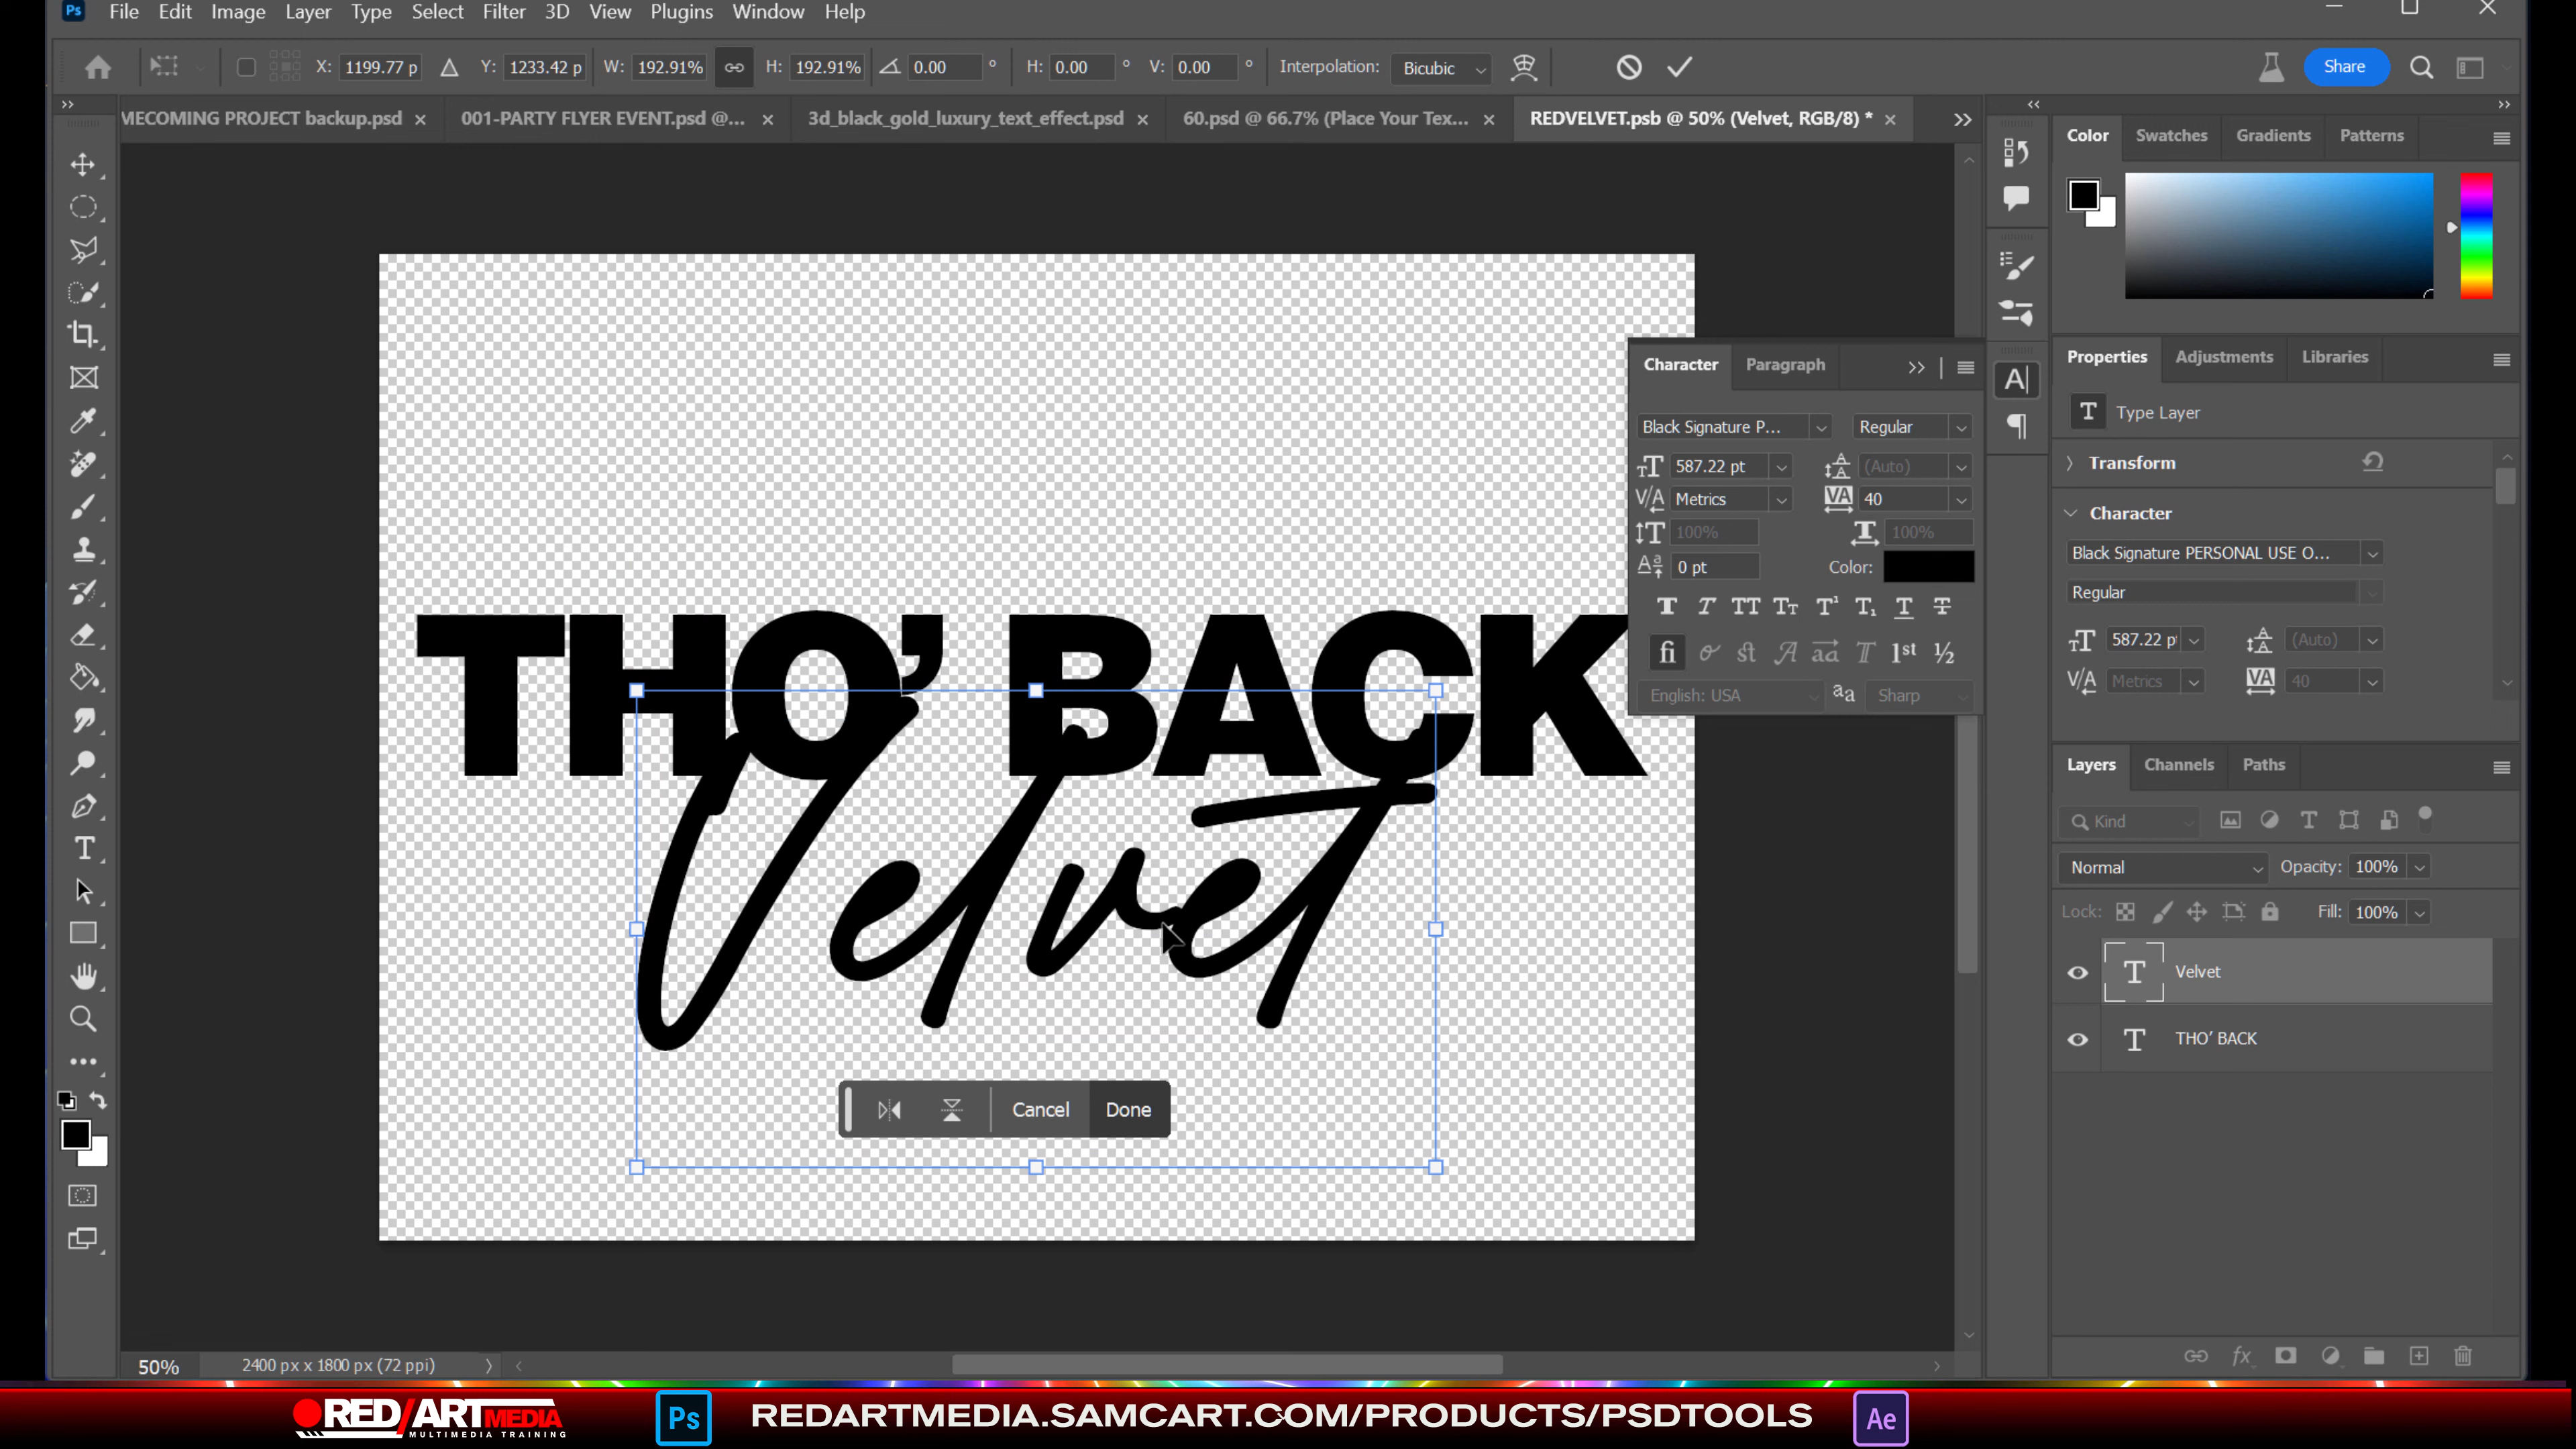 Ps File Edit Image Layer Type Select Filter 3D View Plugins Window Help
X: 1199.77 p Y: 1233.42 p W: 192.91% H: 192.91% 0.00 ° H: 0.00 ° V: 0.00 ° Interpolation: Bicubic Share
MECOMING PROJECT backup.psd 001-PARTY FLYER EVENT.psd @... 3d_black_gold_luxury_text_effect.psd 60.psd @ 66.7% (Place Your Tex... REDVELVET.psb @ 50% (Velvet, RGB/8) *
Color Swatches Gradients Patterns
Character Paragraph
Black Signature P... Regular
587.22 pt (Auto)
Metrics 40
100% 100%
0 pt Color:
English: USA aa Sharp
Properties Adjustments Libraries
Type Layer
Transform
Character
Black Signature PERSONAL USE O...
Regular
587.22 p (Auto)
Metrics 40
THO’ BACK
Velvet
Cancel Done
Layers Channels Paths
Kind
Normal Opacity: 100%
Lock: Fill: 100%
Velvet
THO’ BACK
50% 2400 px x 1800 px (72 ppi)
RED/ART MEDIA
MULTIMEDIA TRAINING
Ps REDARTMEDIA.SAMCART.COM/PRODUCTS/PSDTOOLS Ae